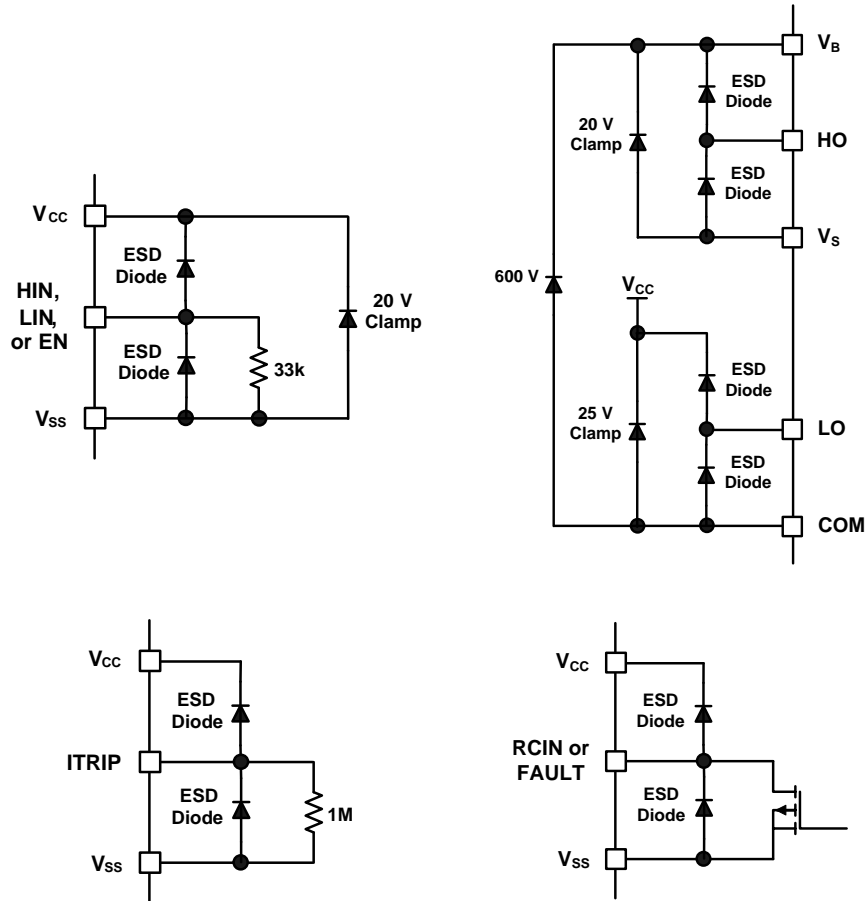 VCC
ESD
Diode
HIN,
LIN,
or EN
ESD
Diode
33k
20 V
Clamp
VSS
VB
ESD
Diode
20 V
Clamp
HO
ESD
Diode
VS
600 V
VCC
ESD
Diode
25 V
Clamp
LO
ESD
Diode
COM
VCC
ESD
Diode
ITRIP
ESD
Diode
1M
VSS
VCC
ESD
Diode
RCIN or
FAULT
ESD
Diode
VSS